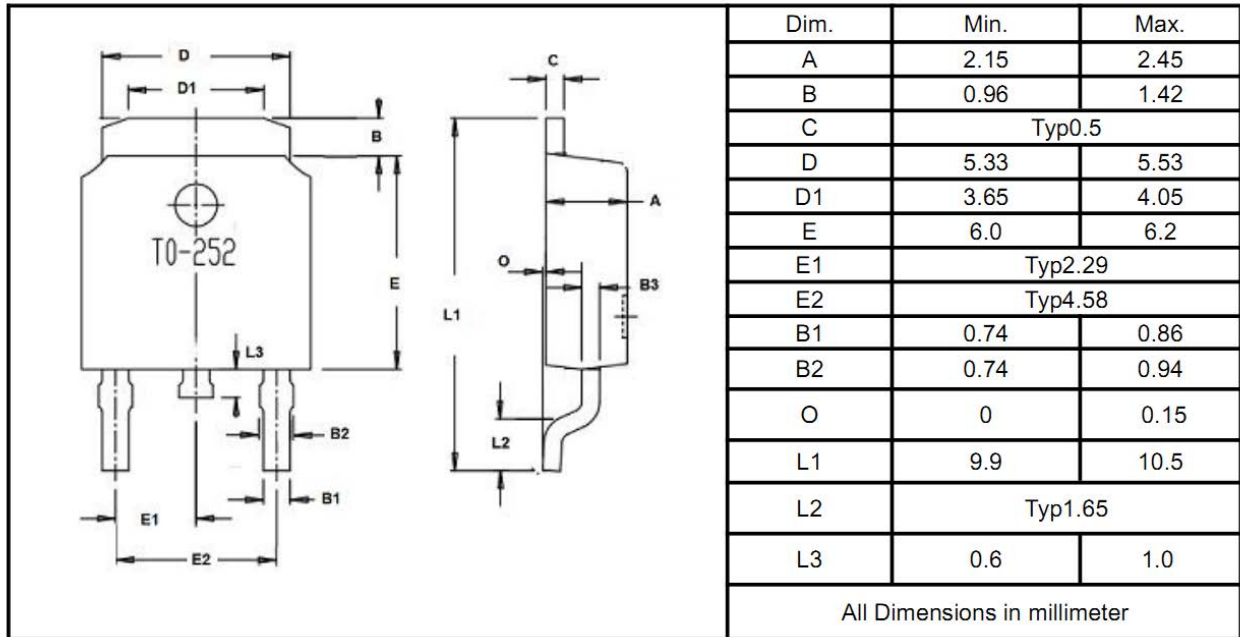 D
D1
B
TO-252
E
L3
B2
B1
E1
E2
C
A
O
B3
L1
L2
Dim. Min. Max.
A 2.15 2.45
B 0.96 1.42
C Typ0.5
D 5.33 5.53
D1 3.65 4.05
E 6.0 6.2
E1 Typ2.29
E2 Typ4.58
B1 0.74 0.86
B2 0.74 0.94
O 0 0.15
L1 9.9 10.5
L2 Typ1.65
L3 0.6 1.0
All Dimensions in millimeter